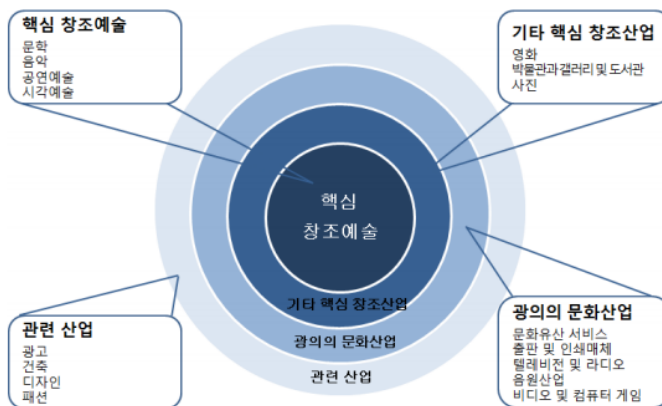 핵심 창조예술
문학
음악
공연예술
시각예술
기타 핵심 창조산업
영화
박물관과 갤러리 및 도서관
사진
핵심
창조예술
기타 핵심 창조산업
광의의 문화산업
관련 산업
관련 산업
광고
건축
디자인
패션
광의의 문화산업
문화유산 서비스
출판 및 인쇄매체
텔레비전 및 라디오
음원산업
비디오 및 컴퓨터 게임